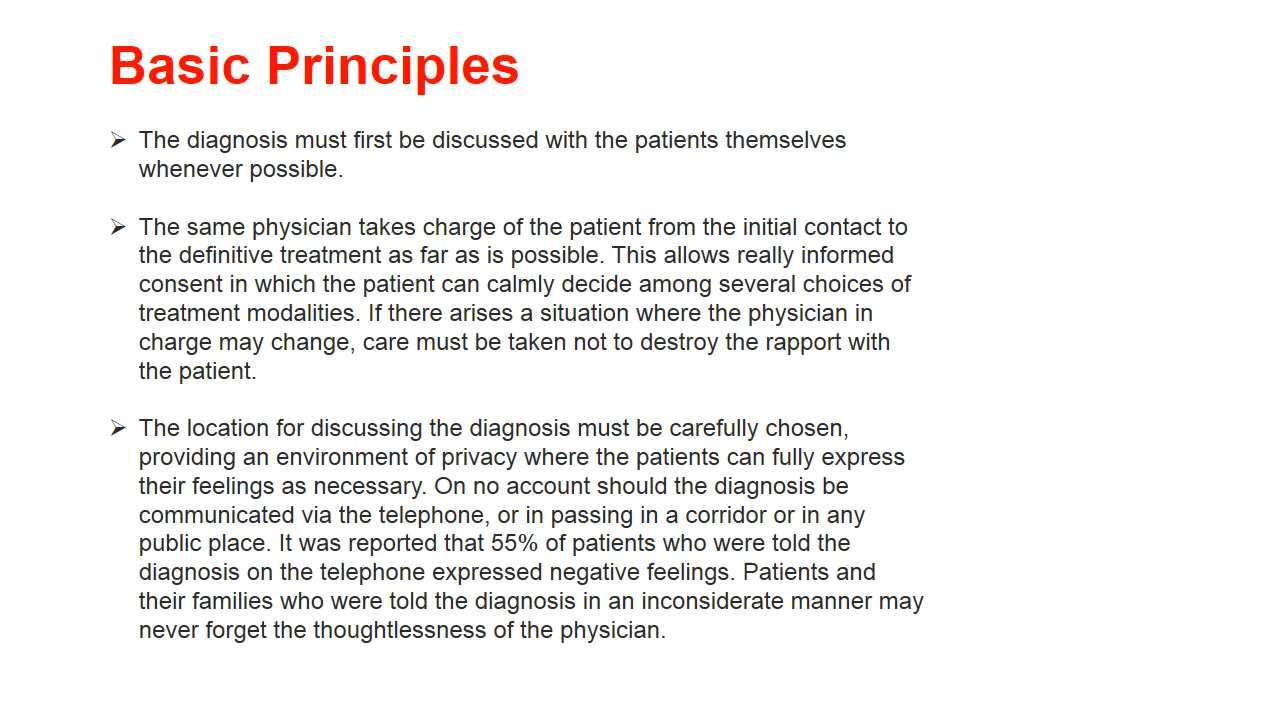 Basic Principles
➢ The diagnosis must first be discussed with the patients themselves
whenever possible.
➢ The same physician takes charge of the patient from the initial contact to
the definitive treatment as far as is possible. This allows really informed
consent in which the patient can calmly decide among several choices of
treatment modalities. If there arises a situation where the physician in
charge may change, care must be taken not to destroy the rapport with
the patient.
➢ The location for discussing the diagnosis must be carefully chosen,
providing an environment of privacy where the patients can fully express
their feelings as necessary. On no account should the diagnosis be
communicated via the telephone, or in passing in a corridor or in any
public place. It was reported that 55% of patients who were told the
diagnosis on the telephone expressed negative feelings. Patients and
their families who were told the diagnosis in an inconsiderate manner may
never forget the thoughtlessness of the physician.